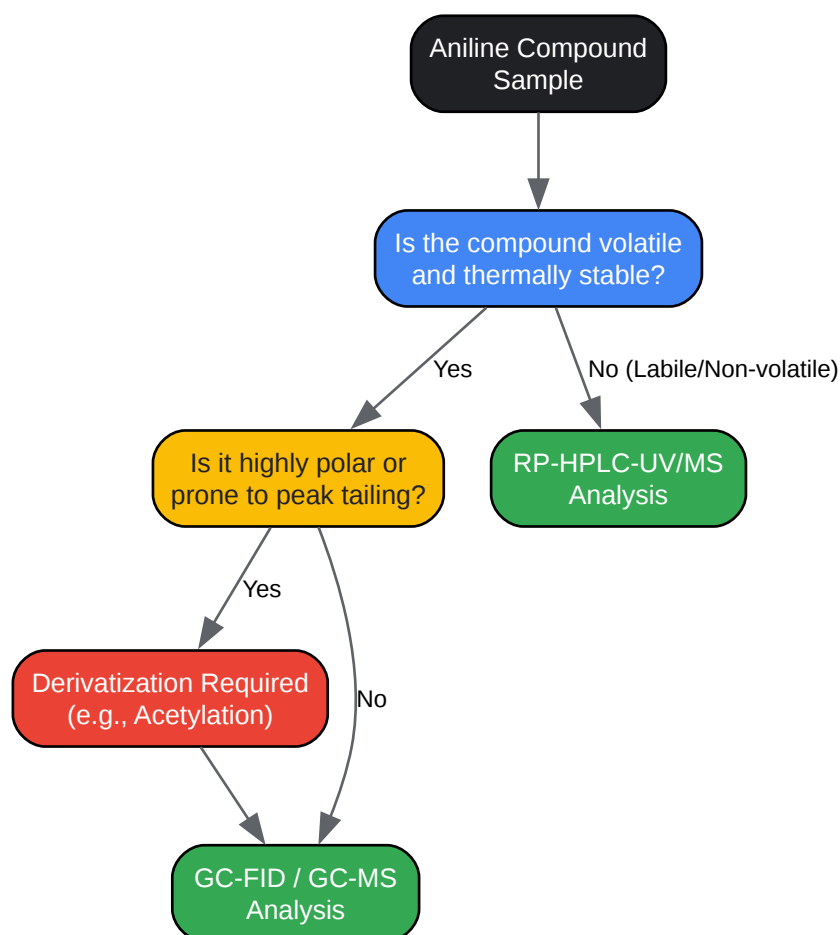 Aniline Compound
Sample
Is the compound volatile
and thermally stable?
Yes
No (Labile/Non-volatile)
Is it highly polar or
prone to peak tailing?
RP-HPLC-UV/MS
Analysis
Yes
Derivatization Required
(e.g., Acetylation)
No
GC-FID / GC-MS
Analysis